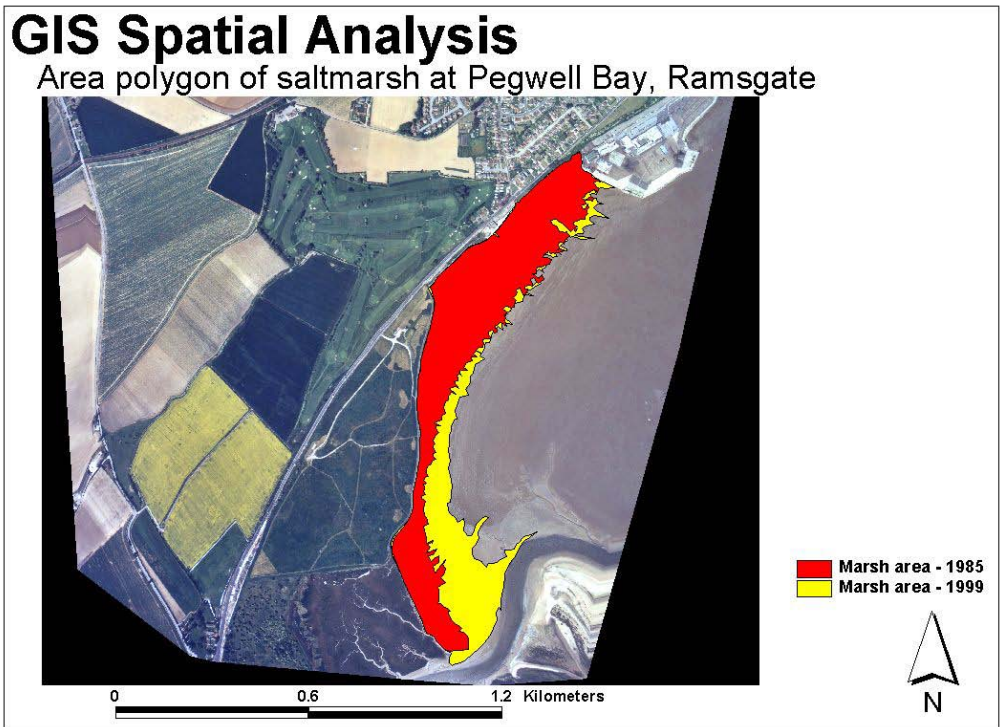 GIS Spatial Analysis
Area polygon of saltmarsh at Pegwell Bay, Ramsgate
Marsh area - 1985
Marsh area - 1999
N
0 0.6 1.2 Kilometers